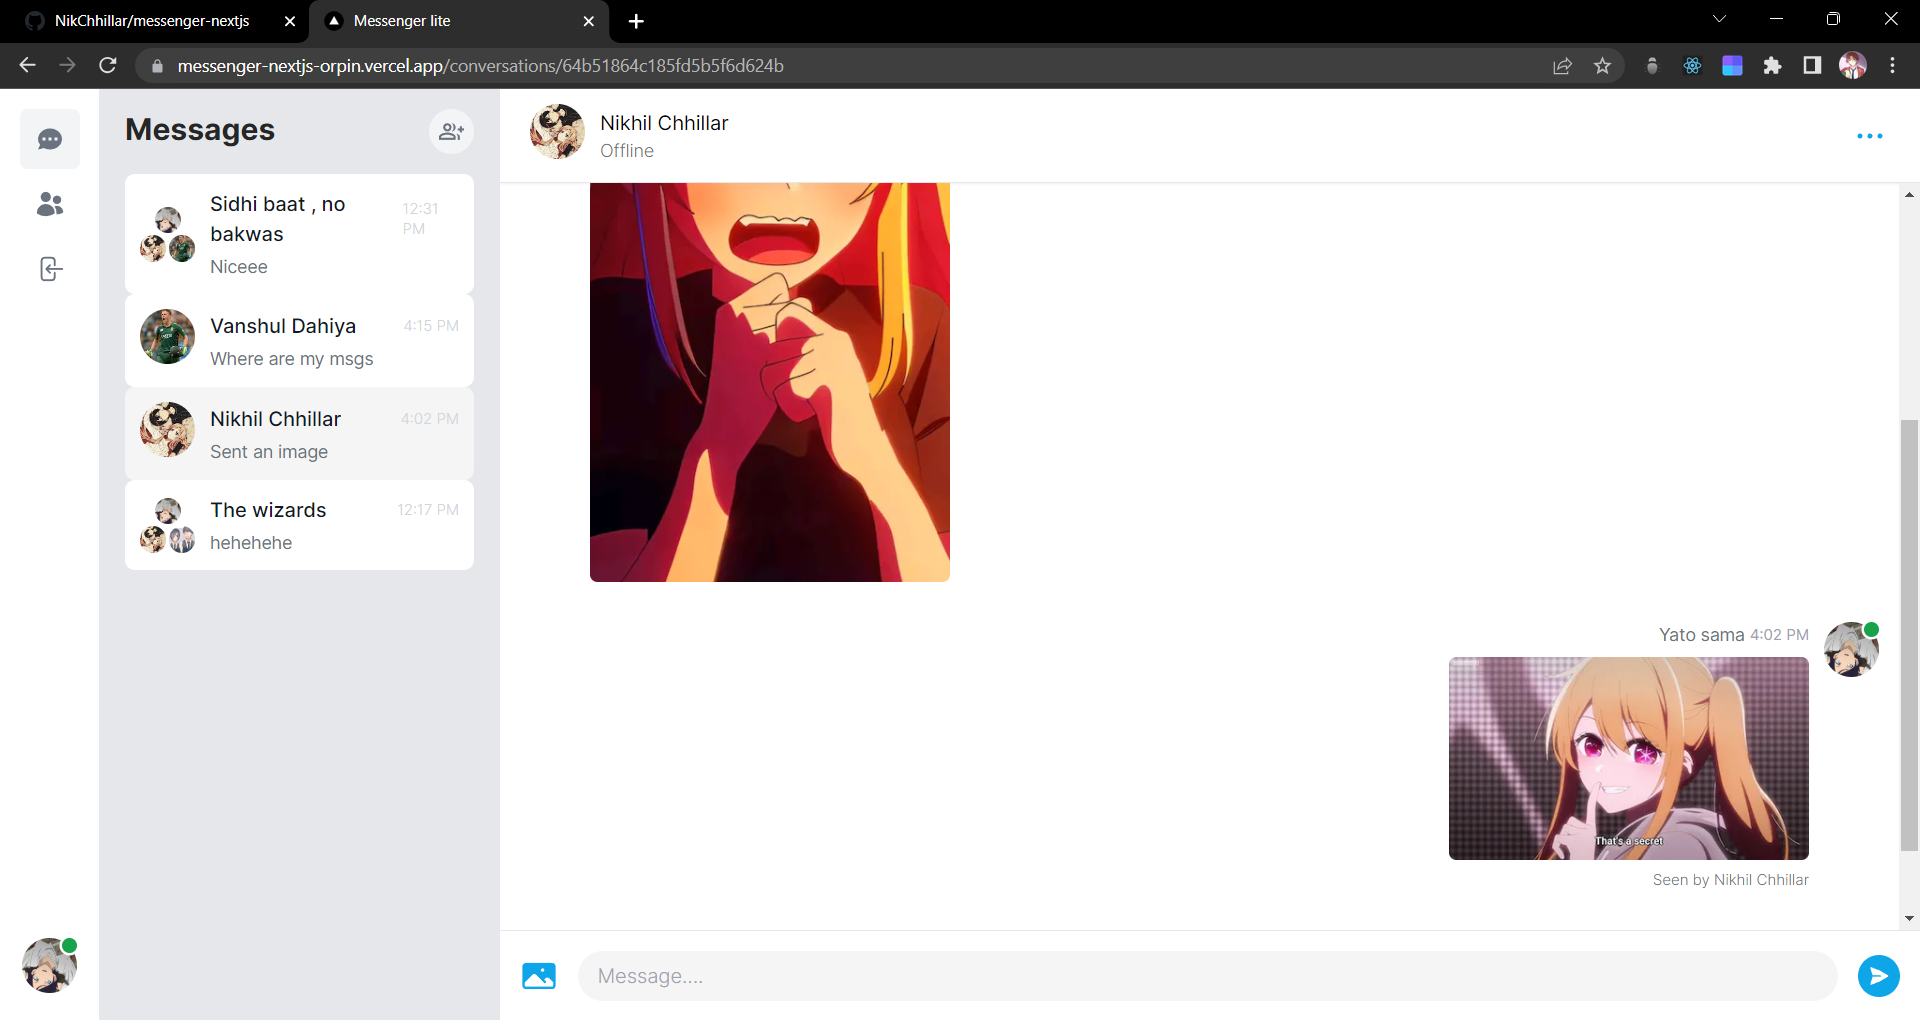 NikChhillar/messenger-nextjs
Messenger lite
messenger-nextjs-orpin.vercel.app/conversations/64b51864c185fd5b5f6d624b
Messages
Sidhi baat , no
bakwas
12:31
PM
Niceee
Vanshul Dahiya
4:15 PM
Where are my msgs
Nikhil Chhillar
4:02 PM
Sent an image
The wizards
12:17 PM
hehehehe
Nikhil Chhillar
Offline
Yato sama 4:02 PM
That's a secret
Seen by Nikhil Chhillar
Message....